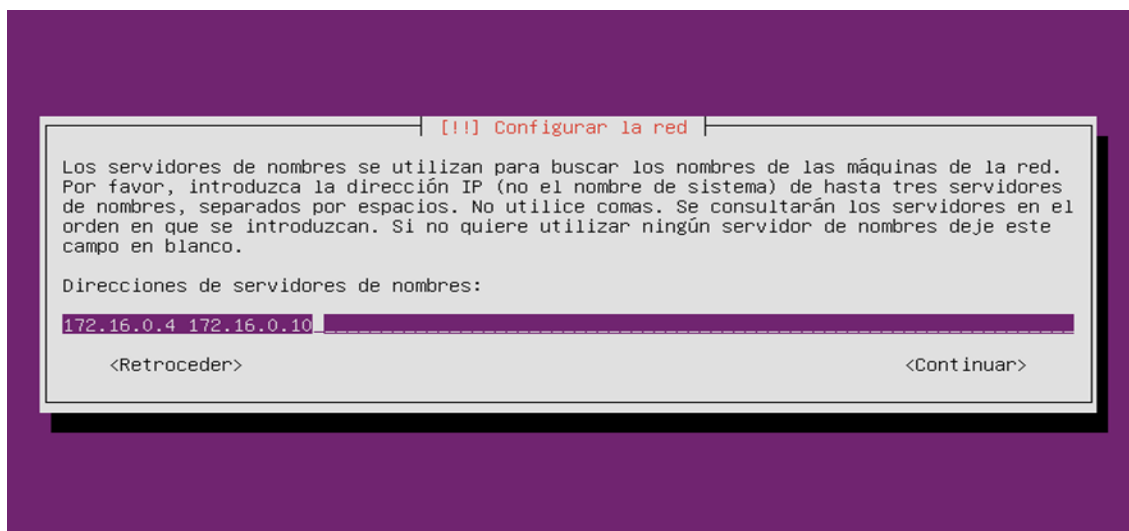 [!!] Configurar la red
Los servidores de nombres se utilizan para buscar los nombres de las máquinas de la red.
Por favor, introduzca la dirección IP (no el nombre de sistema) de hasta tres servidores
de nombres, separados por espacios. No utilice comas. Se consultarán los servidores en el
orden en que se introduzcan. Si no quiere utilizar ningún servidor de nombres deje este
campo en blanco.
Direcciones de servidores de nombres:
172.16.0.4 172.16.0.10
<Retroceder> <Continuar>